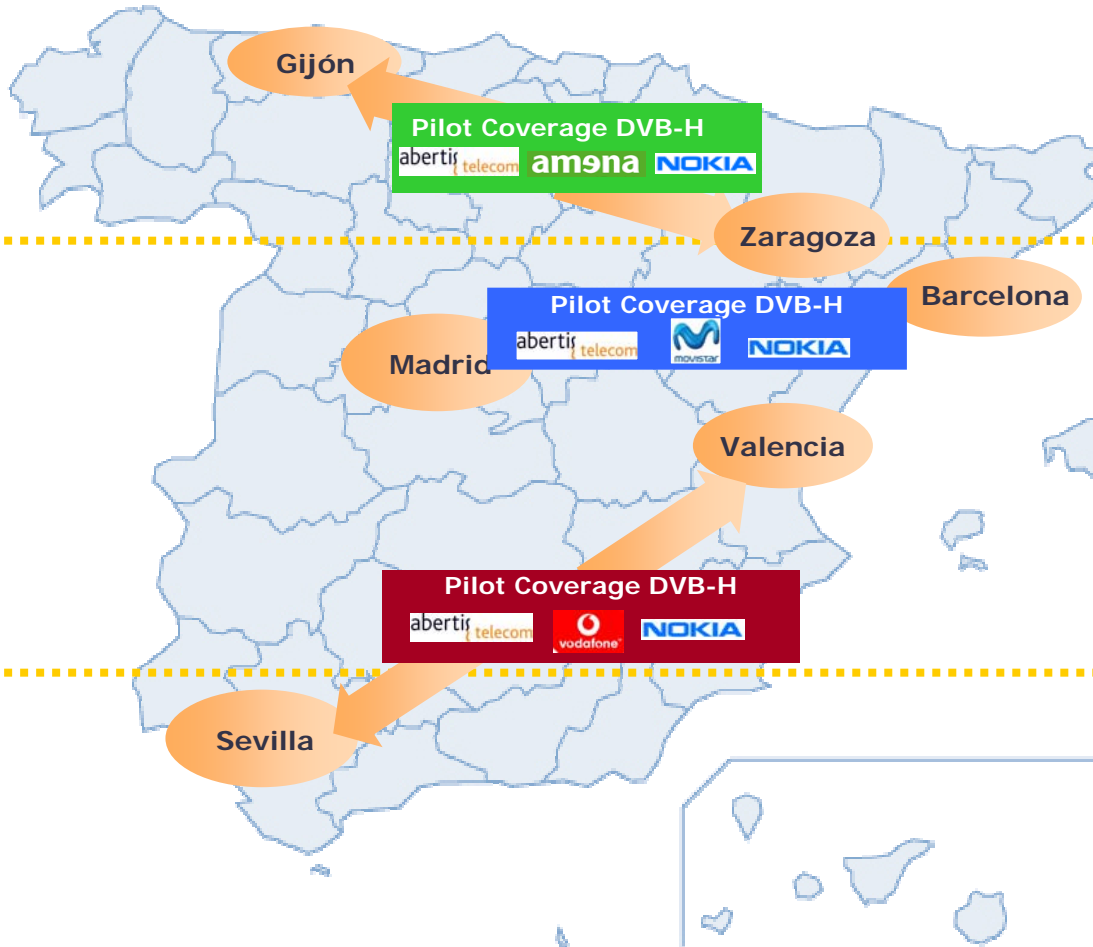 Gijón
Pilot Coverage DVB-H
abertis telecom amena NOKIA
Zaragoza
Barcelona
Pilot Coverage DVB-H
abertis telecom movistar NOKIA
Madrid
Valencia
Pilot Coverage DVB-H
abertis telecom vodafone NOKIA
Sevilla